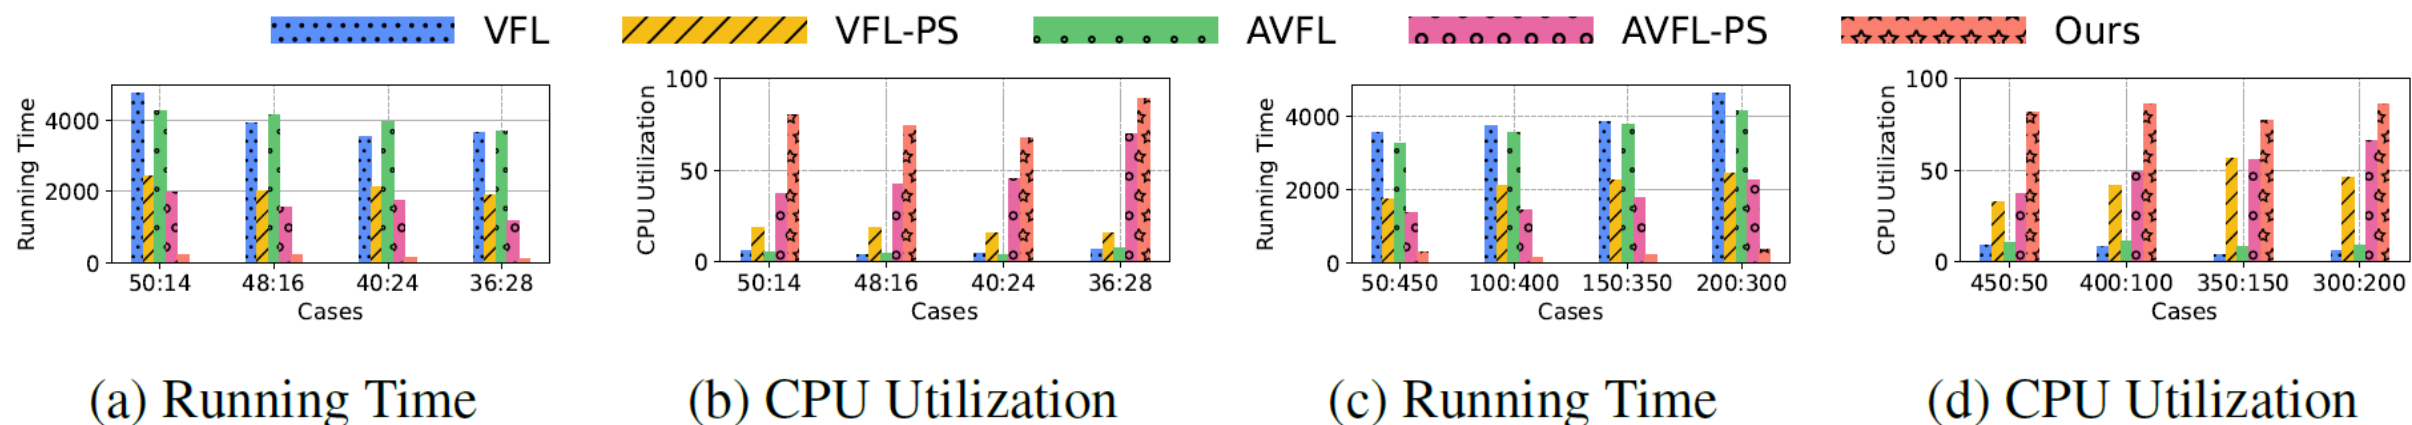 VFL VFL-PS AVFL AVFL-PS Ours
Running Time
4000
2000
0
50:14 48:16 40:24 36:28
Cases
(a) Running Time
CPU Utilization
100
50
0
50:14 48:16 40:24 36:28
Cases
(b) CPU Utilization
Running Time
4000
2000
0
50:450 100:400 150:350 200:300
Cases
(c) Running Time
CPU Utilization
100
50
0
450:50 400:100 350:150 300:200
Cases
(d) CPU Utilization